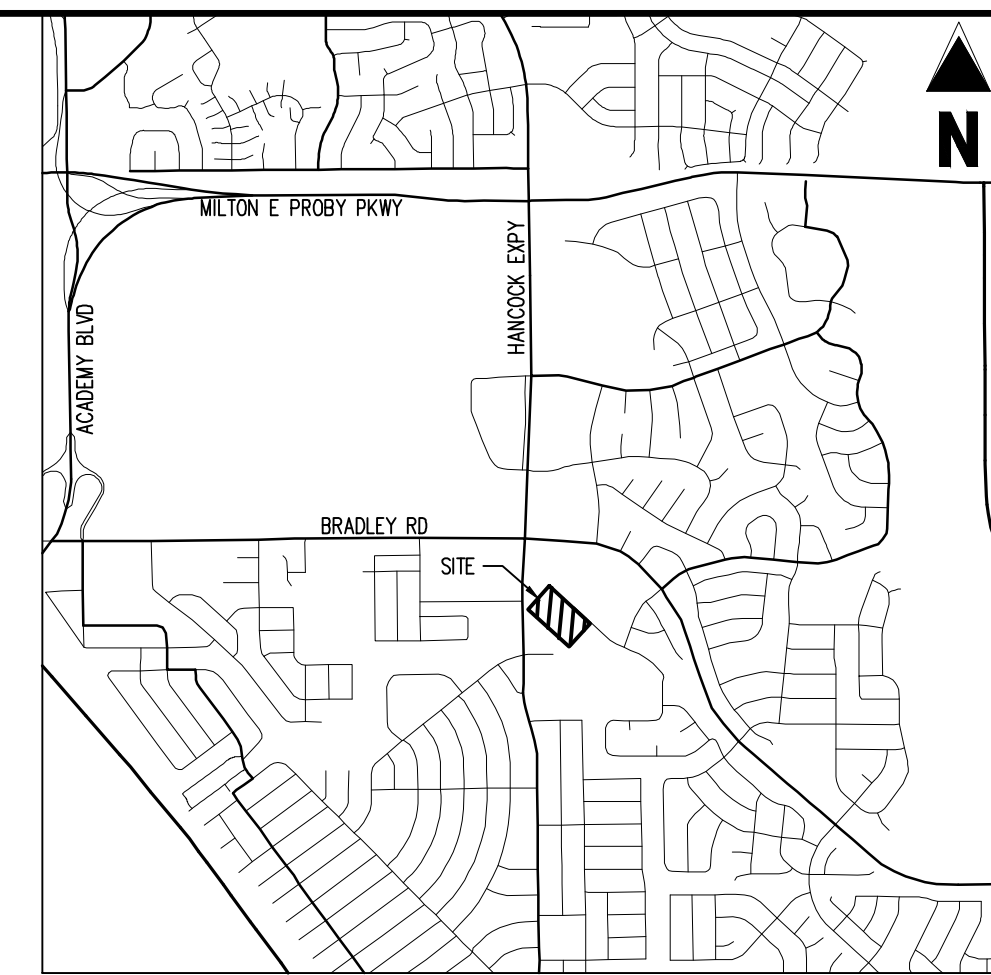 N
MILTON E PROBY PKWY
HANCOCK EXPY
ACADEMY BLVD
BRADLEY RD
SITE